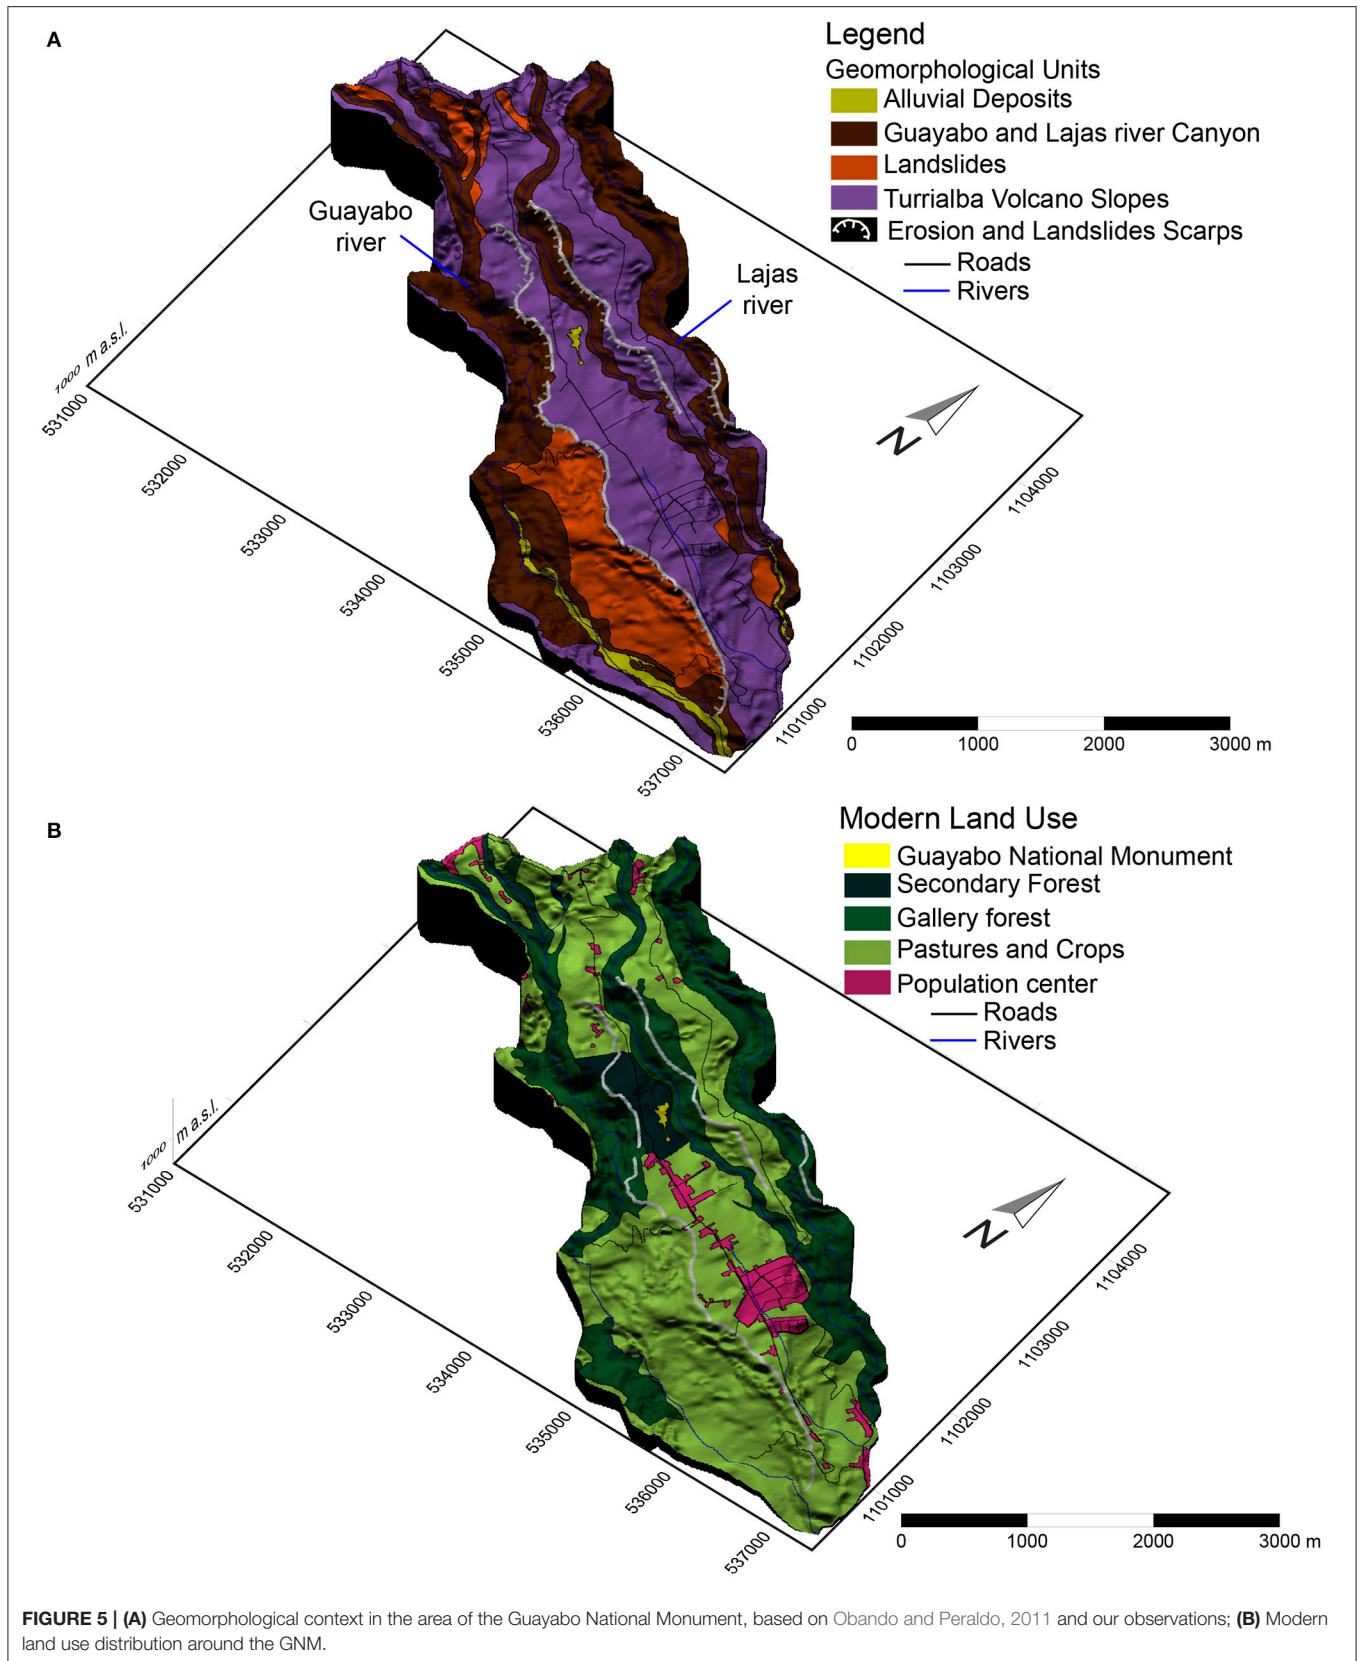 A
Legend
Geomorphological Units
Alluvial Deposits
Guayabo and Lajas river Canyon
Landslides
Turrialba Volcano Slopes
Erosion and Landslides Scarps
Roads
Rivers
Guayabo
river
Lajas
river
1000 m a.s.l.
531000
532000
533000
534000
535000
536000
537000
1101000
1102000
1103000
1104000
N
0 1000 2000 3000 m
B
Modern Land Use
Guayabo National Monument
Secondary Forest
Gallery forest
Pastures and Crops
Population center
Roads
Rivers
1000 m a.s.l.
531000
532000
533000
534000
535000
536000
537000
1101000
1102000
1103000
1104000
N
0 1000 2000 3000 m
FIGURE 5 | (A) Geomorphological context in the area of the Guayabo National Monument, based on Obando and Peraldo, 2011 and our observations; (B) Modern
land use distribution around the GNM.